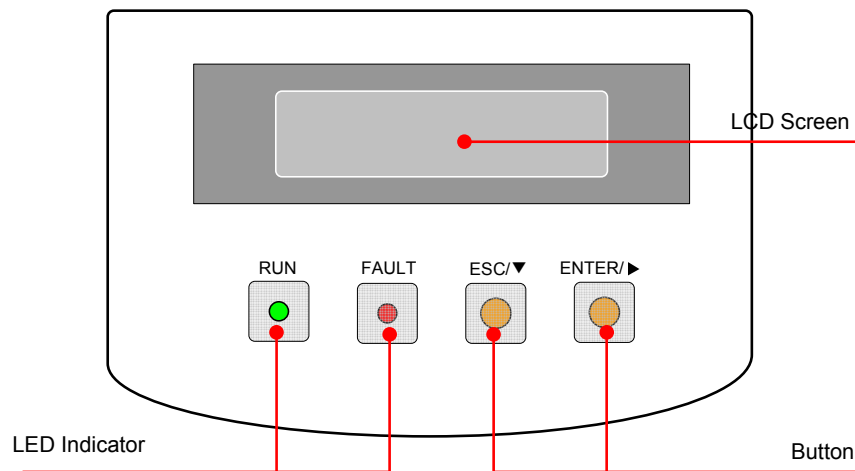 LCD Screen
RUN FAULT ESC/▼ ENTER/▶
LED Indicator Button